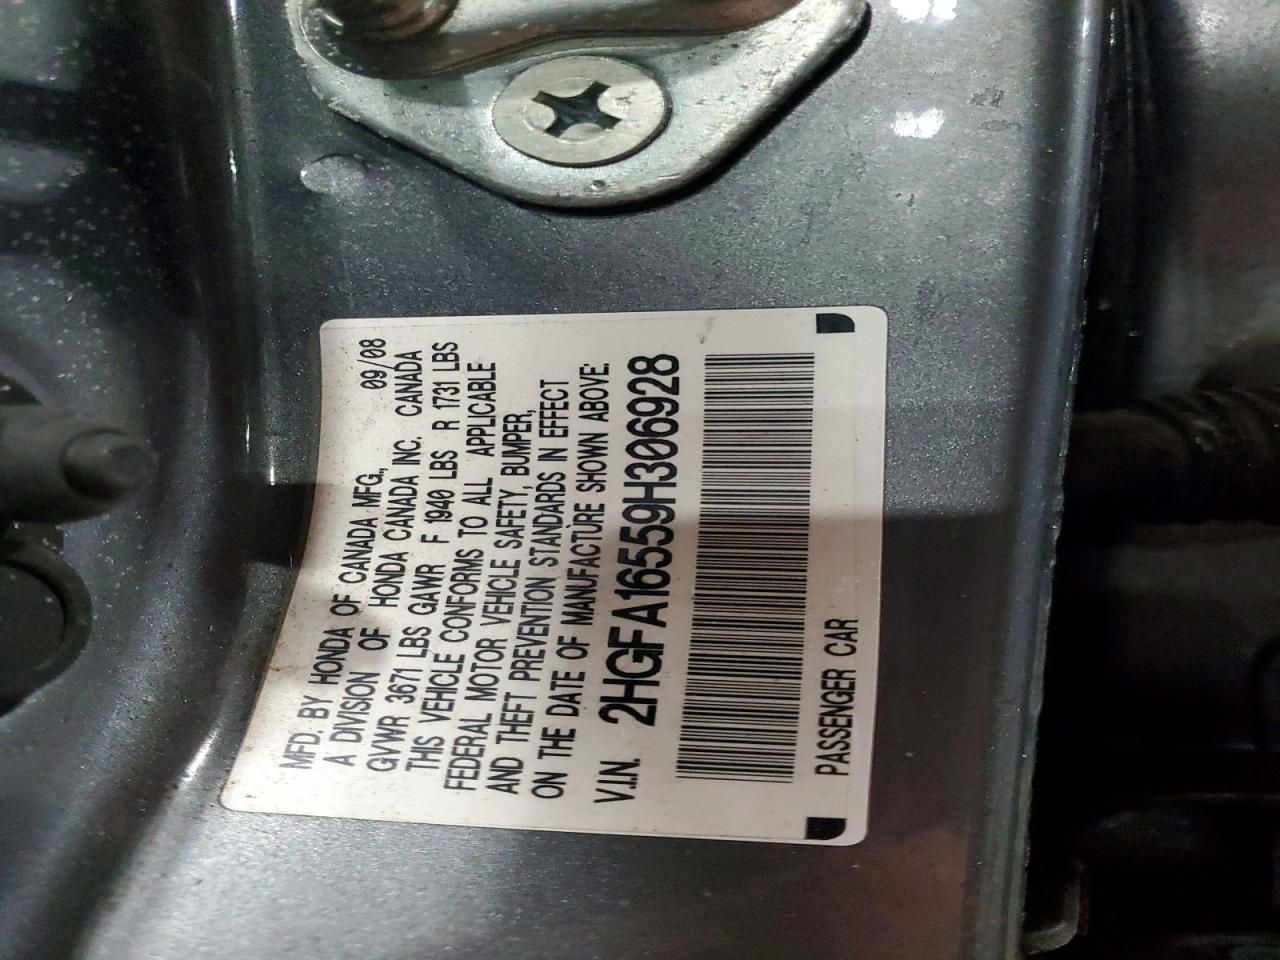 MFD. BY HONDA OF CANADA MFG., 09/08
A DIVISION OF HONDA CANADA INC. CANADA
GVWR 3671 LBS GAWR F 1940 LBS R 1731 LBS
THIS VEHICLE CONFORMS TO ALL APPLICABLE
FEDERAL MOTOR VEHICLE SAFETY, BUMPER,
AND THEFT PREVENTION STANDARDS IN EFFECT
ON THE DATE OF MANUFACTURE SHOWN ABOVE:
V.I.N. 2HGFA16559H306928
PASSENGER CAR